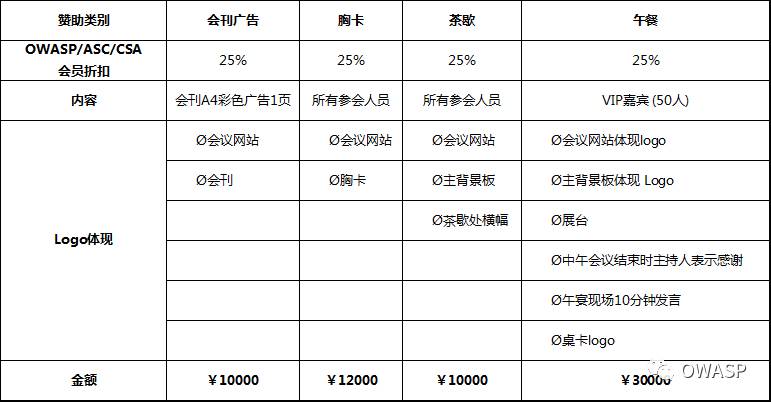 赞助类别 会刊广告 胸卡 茶歇 午餐
OWASP/ASC/CSA
会员折扣 25% 25% 25% 25%
内容 会刊A4彩色广告1页 所有参会人员 所有参会人员 VIP嘉宾 (50人)
Logo体现 Ø会议网站 Ø会议网站 Ø会议网站 Ø会议网站体现logo
Ø会刊 Ø胸卡 Ø主背景板 Ø主背景板体现 Logo
Ø茶歇处横幅 Ø展台
Ø中午会议结束时主持人表示感谢
Ø午宴现场10分钟发言
Ø桌卡logo
金额 ¥10000 ¥12000 ¥10000 ¥30000
OWASP